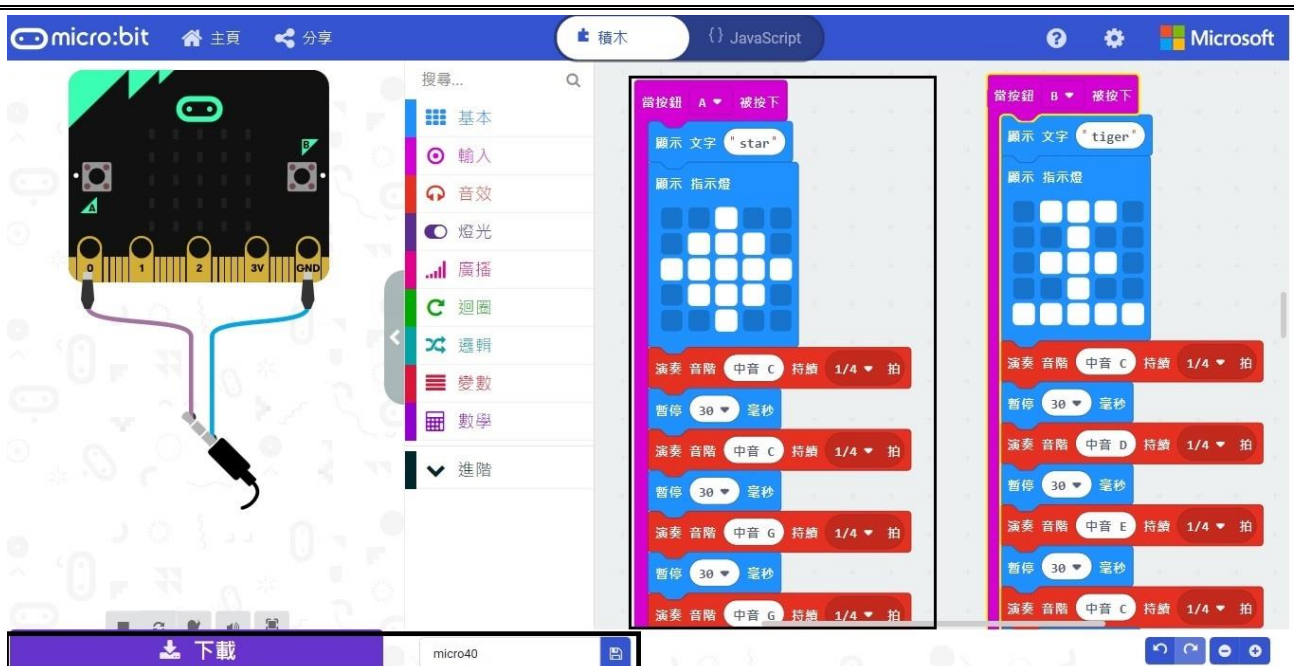 micro:bit 主頁 分享 積木 {} JavaScript Microsoft
A
B
0 1 2 3V GND
搜尋...
基本
輸入
音效
燈光
廣播
迴圈
邏輯
變數
數學
進階
當按鈕 A 被按下
顯示 文字 "star"
顯示 指示燈
演奏 音階 中音 C 持續 1/4 拍
暫停 30 毫秒
演奏 音階 中音 C 持續 1/4 拍
暫停 30 毫秒
演奏 音階 中音 G 持續 1/4 拍
暫停 30 毫秒
演奏 音階 中音 G 持續 1/4 拍
當按鈕 B 被按下
顯示 文字 "tiger"
顯示 指示燈
演奏 音階 中音 C 持續 1/4 拍
暫停 30 毫秒
演奏 音階 中音 D 持續 1/4 拍
暫停 30 毫秒
演奏 音階 中音 E 持續 1/4 拍
暫停 30 毫秒
演奏 音階 中音 C 持續 1/4 拍
下載
micro40